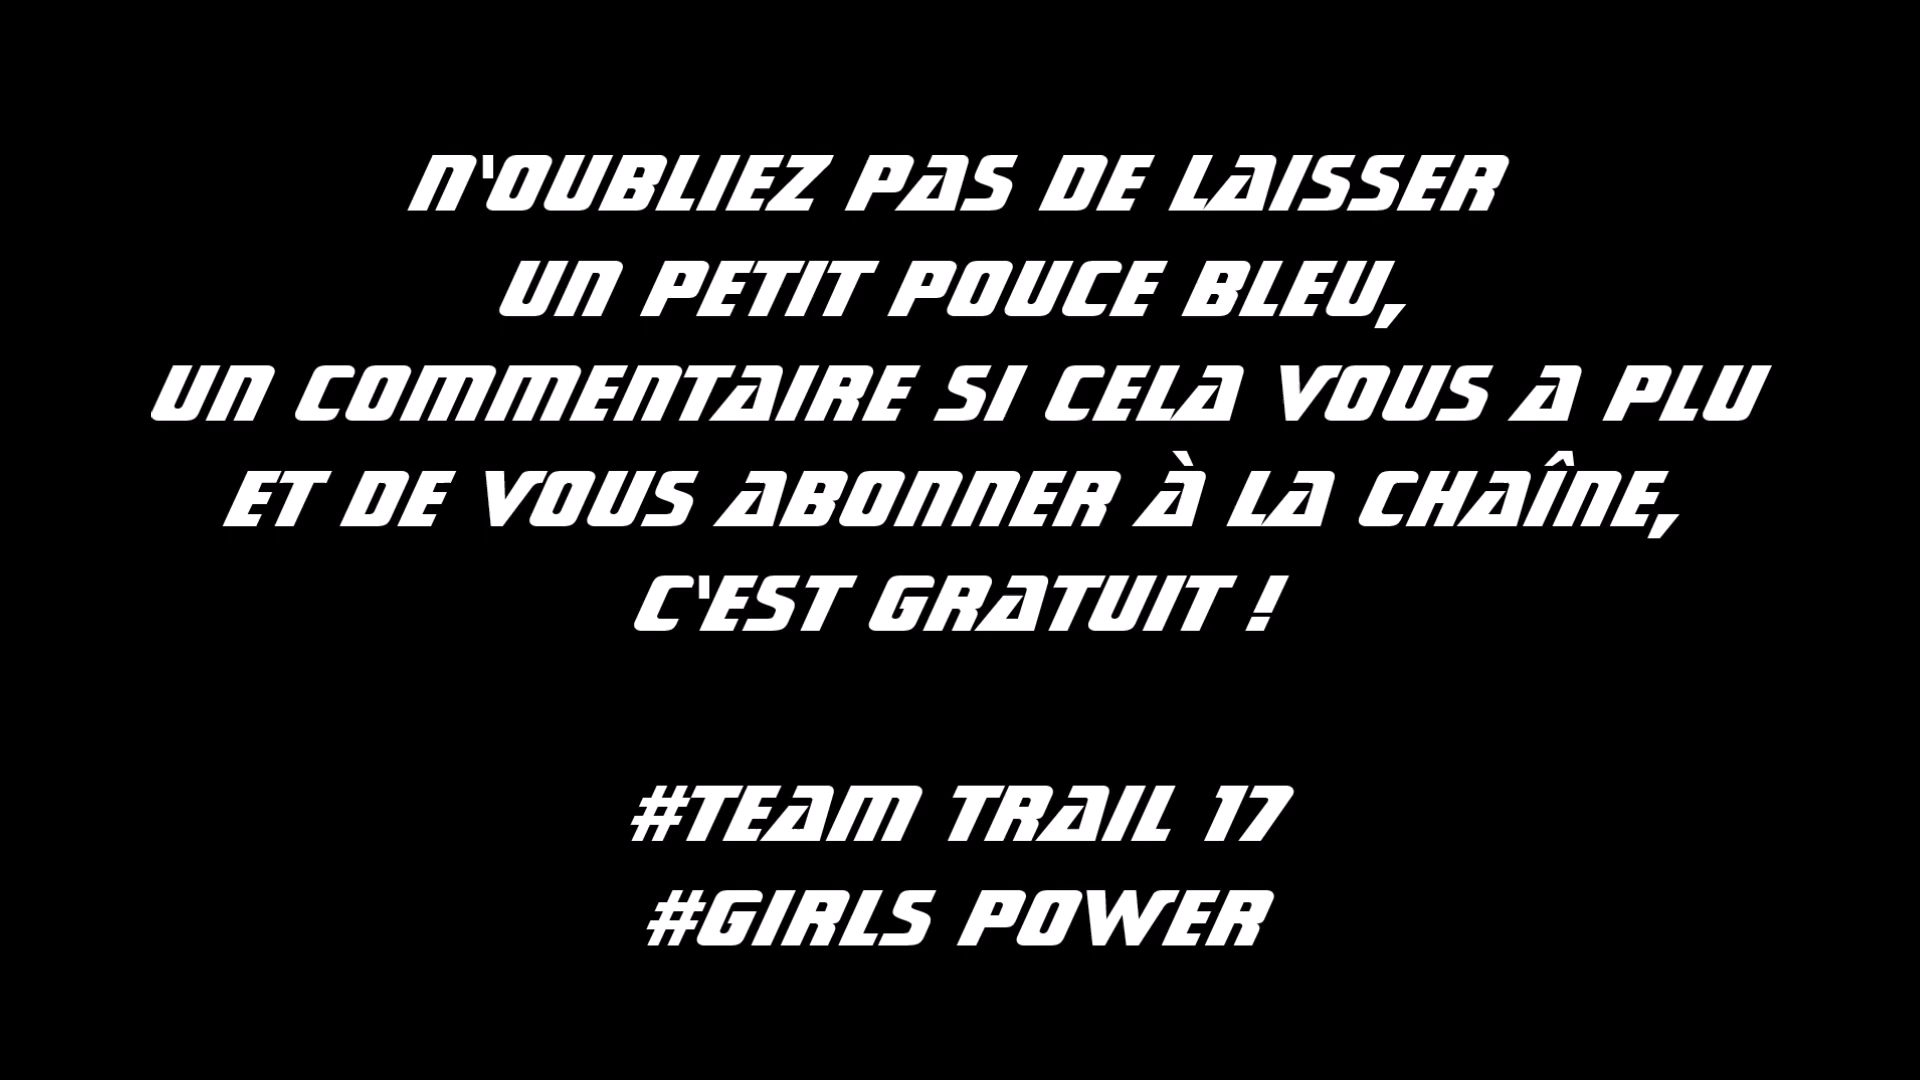 N'OUBLIEZ PAS DE LAISSER
UN PETIT POUCE BLEU,
UN COMMENTAIRE SI CELA VOUS A PLU
ET DE VOUS ABONNER À LA CHAÎNE,
C'EST GRATUIT !
#TEAM TRAIL 17
#GIRLS POWER